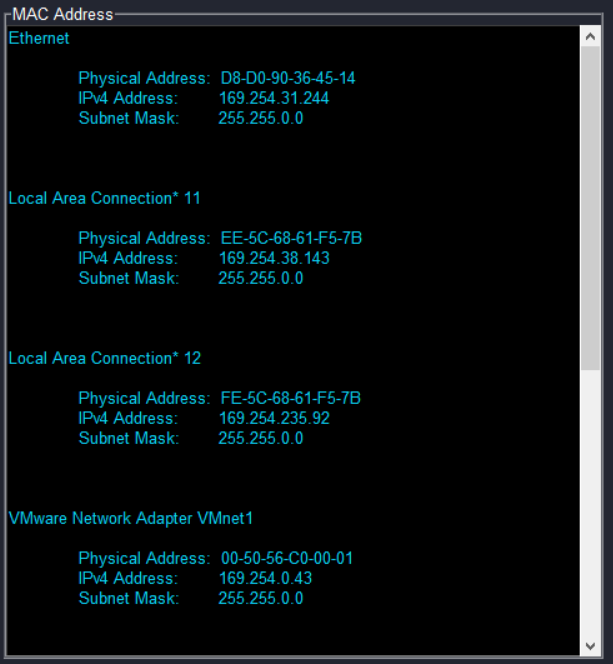 MAC Address
Ethernet
Physical Address: D8-D0-90-36-45-14
IPv4 Address: 169.254.31.244
Subnet Mask: 255.255.0.0
Local Area Connection* 11
Physical Address: EE-5C-68-61-F5-7B
IPv4 Address: 169.254.38.143
Subnet Mask: 255.255.0.0
Local Area Connection* 12
Physical Address: FE-5C-68-61-F5-7B
IPv4 Address: 169.254.235.92
Subnet Mask: 255.255.0.0
VMware Network Adapter VMnet1
Physical Address: 00-50-56-C0-00-01
IPv4 Address: 169.254.0.43
Subnet Mask: 255.255.0.0